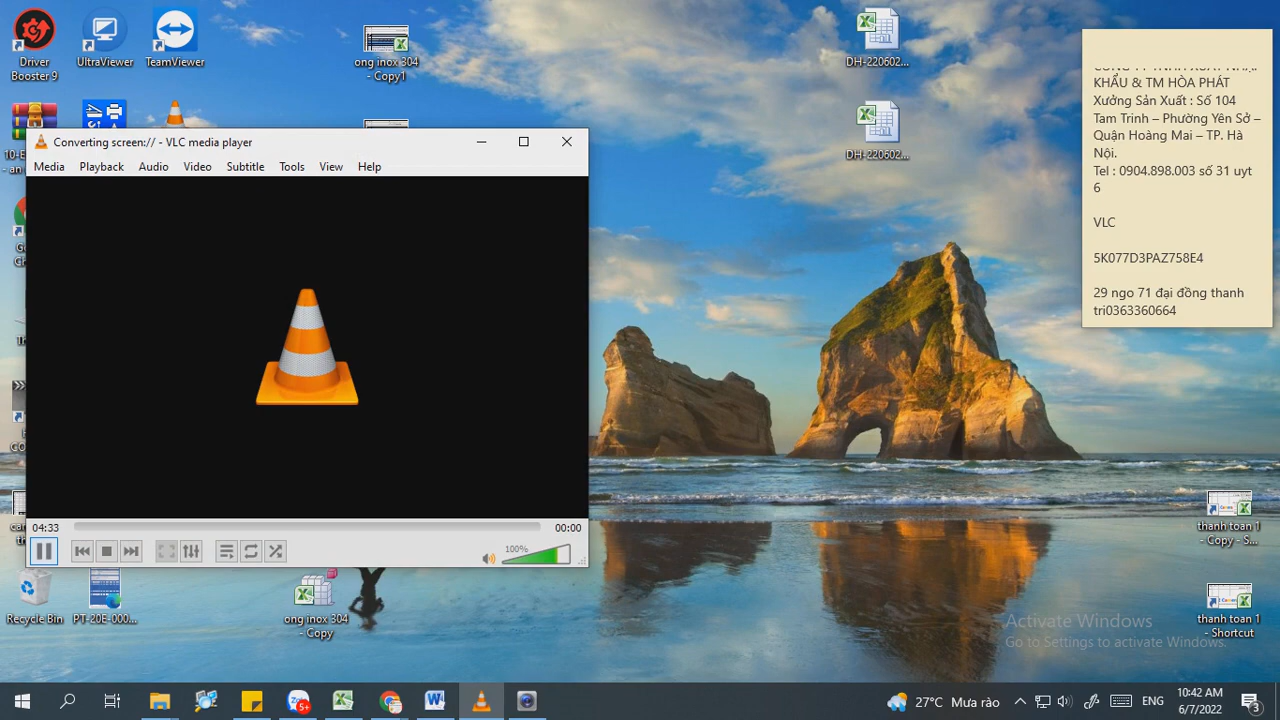 Driver
Booster 9
UltraViewer
TeamViewer
ong inox 304
- Copy1
DH-220602...
DH-220602...
KHẨU & TM HÒA PHÁT
Xưởng Sản Xuất : Số 104
Tam Trinh – Phường Yên Sở –
Quận Hoàng Mai – TP. Hà
Nội.
Tel : 0904.898.003 số 31 uyt
6
VLC
5K077D3PAZ758E4
29 ngo 71 đại đồng thanh
tri0363360664
Converting screen:// - VLC media player
Media Playback Audio Video Subtitle Tools View Help
04:33
00:00
100%
Recycle Bin
PT-20E-000...
ong inox 304
- Copy
thanh toan 1
- Copy - S...
thanh toan 1
- Shortcut
Activate Windows
Go to Settings to activate Windows.
Zalo
5+
27°C Mưa rào
ENG
10:42 AM
6/7/2022
3